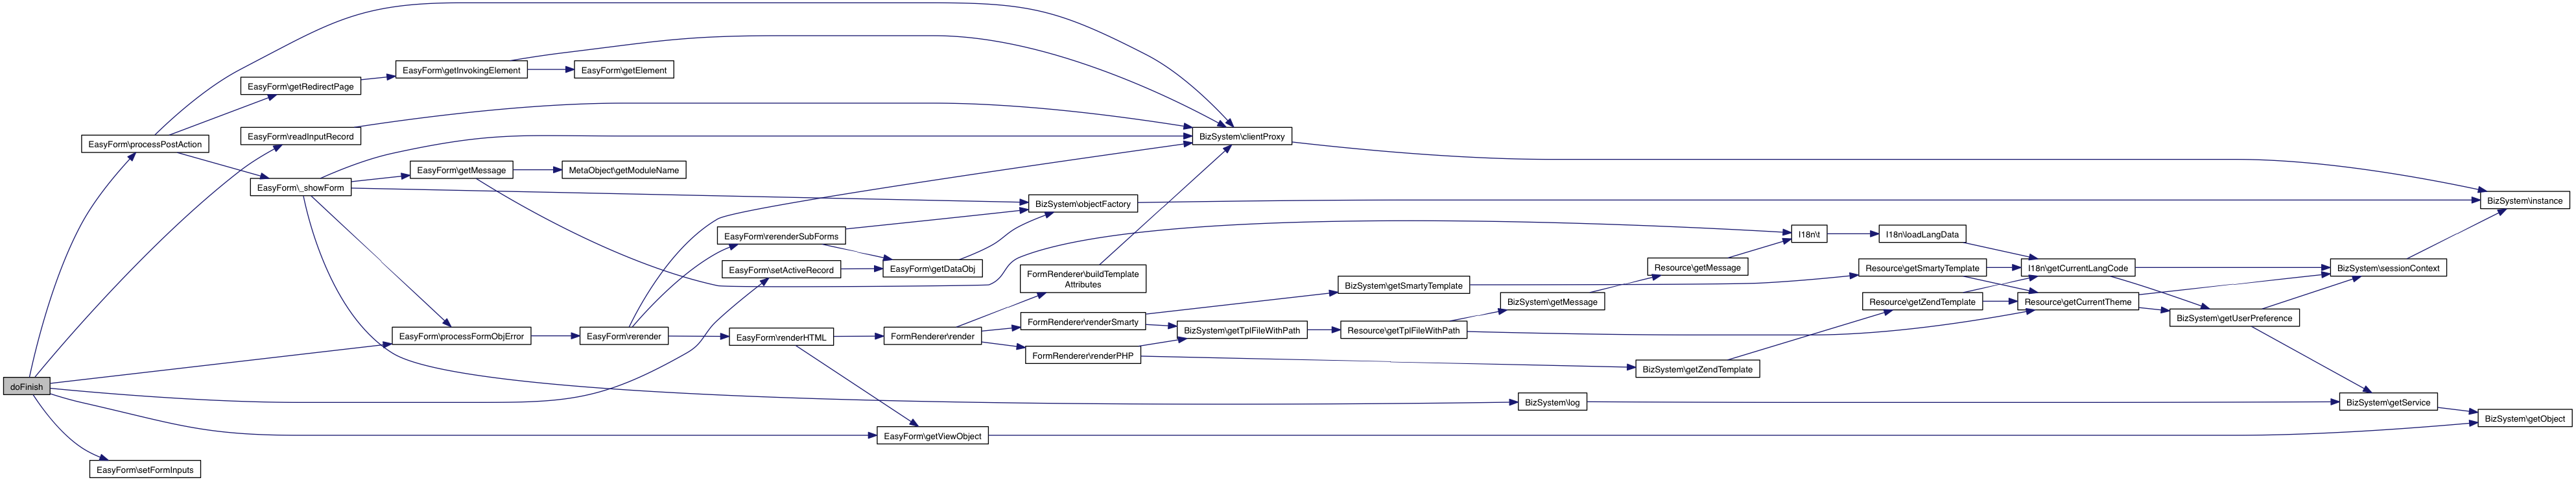 doFinish
EasyForm\processPostAction
EasyForm\getRedirectPage
EasyForm\getInvokingElement
EasyForm\getElement
EasyForm\readInputRecord
EasyForm\_showForm
EasyForm\getMessage
MetaObject\getModuleName
EasyForm\processFormObjError
EasyForm\rerender
EasyForm\rerenderSubForms
EasyForm\setActiveRecord
EasyForm\getDataObj
EasyForm\renderHTML
FormRenderer\render
FormRenderer\buildTemplate
Attributes
FormRenderer\renderSmarty
FormRenderer\renderPHP
EasyForm\getViewObject
EasyForm\setFormInputs
BizSystem\clientProxy
BizSystem\objectFactory
BizSystem\getTplFileWithPath
BizSystem\getSmartyTemplate
Resource\getTplFileWithPath
BizSystem\getMessage
Resource\getMessage
BizSystem\getZendTemplate
BizSystem\log
I18n\t
I18n\loadLangData
Resource\getSmartyTemplate
Resource\getZendTemplate
I18n\getCurrentLangCode
Resource\getCurrentTheme
BizSystem\getUserPreference
BizSystem\sessionContext
BizSystem\instance
BizSystem\getService
BizSystem\getObject